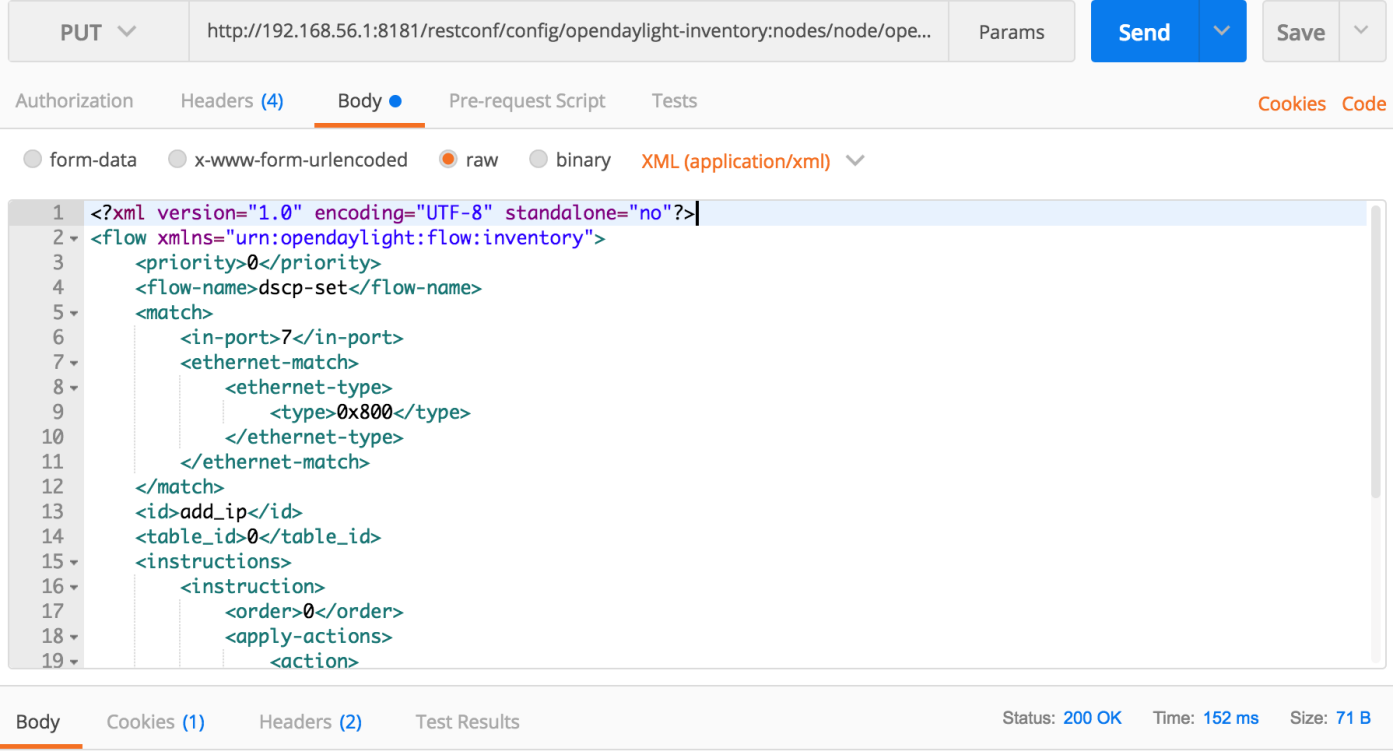 PUT http://192.168.56.1:8181/restconf/config/opendaylight-inventory:nodes/node/ope... Params Send Save
Authorization Headers (4) Body Pre-request Script Tests Cookies Code
form-data x-www-form-urlencoded raw binary XML (application/xml)
1 <?xml version="1.0" encoding="UTF-8" standalone="no"?>
2 <flow xmlns="urn:opendaylight:flow:inventory">
3 <priority>0</priority>
4 <flow-name>dscp-set</flow-name>
5 <match>
6 <in-port>7</in-port>
7 <ethernet-match>
8 <ethernet-type>
9 <type>0x800</type>
10 </ethernet-type>
11 </ethernet-match>
12 </match>
13 <id>add_ip</id>
14 <table_id>0</table_id>
15 <instructions>
16 <instruction>
17 <order>0</order>
18 <apply-actions>
19 <action>
Body Cookies (1) Headers (2) Test Results Status: 200 OK Time: 152 ms Size: 71 B